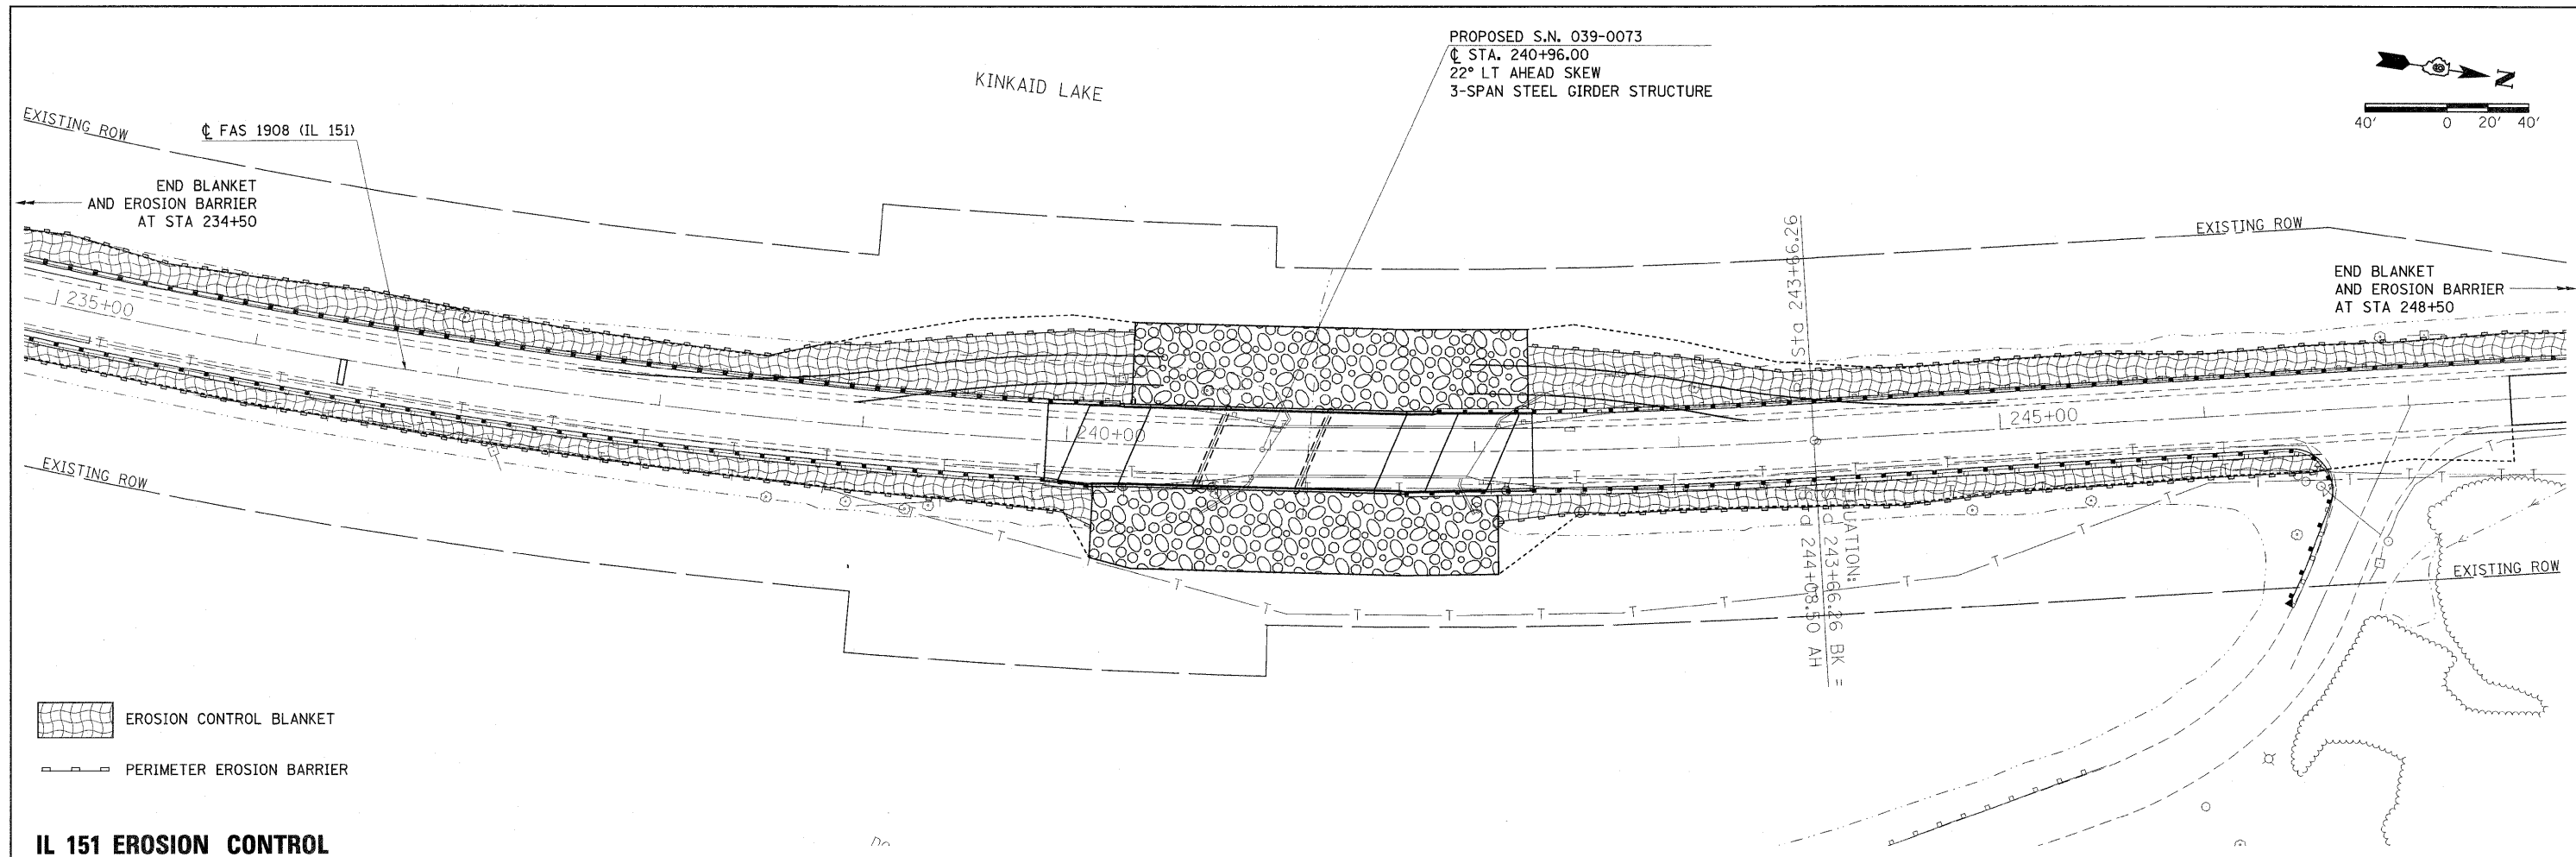 PROPOSED S.N. 039-0073
℄ STA. 240+96.00
22° LT AHEAD SKEW
3-SPAN STEEL GIRDER STRUCTURE
KINKAID LAKE
N
40' 0 20' 40'
EXISTING ROW
℄ FAS 1908 (IL 151)
END BLANKET
AND EROSION BARRIER
AT STA 234+50
EXISTING ROW
Sta 243+66.26
END BLANKET
AND EROSION BARRIER
AT STA 248+50
235+00
240+00
245+00
EXISTING ROW
EQUATION:
Sta 243+66.26 BK =
Sta 244+08.50 AH
EXISTING ROW
EROSION CONTROL BLANKET
PERIMETER EROSION BARRIER
IL 151 EROSION CONTROL